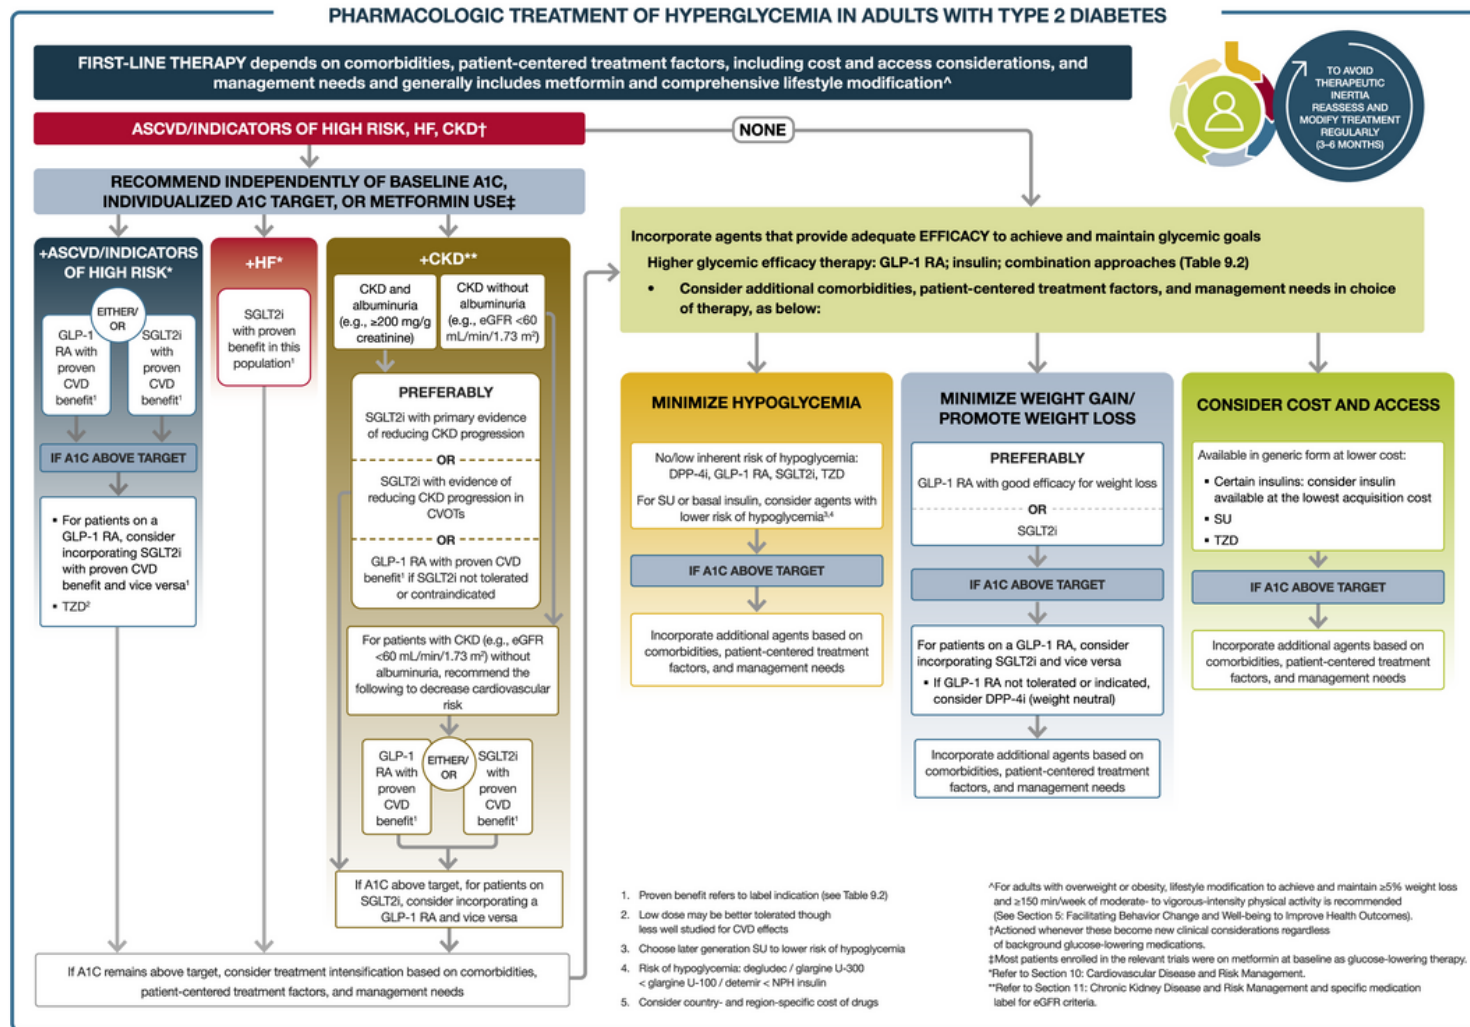 PHARMACOLOGIC TREATMENT OF HYPERGLYCEMIA IN ADULTS WITH TYPE 2 DIABETES
FIRST-LINE THERAPY depends on comorbidities, patient-centered treatment factors, including cost and access considerations, and
management needs and generally includes metformin and comprehensive lifestyle modification^
TO AVOID
THERAPEUTIC
INERTIA
REASSESS AND
MODIFY TREATMENT
REGULARLY
(3–6 MONTHS)
ASCVD/INDICATORS OF HIGH RISK, HF, CKD†
NONE
RECOMMEND INDEPENDENTLY OF BASELINE A1C,
INDIVIDUALIZED A1C TARGET, OR METFORMIN USE‡
+ASCVD/INDICATORS
OF HIGH RISK*
EITHER/
OR
GLP-1
RA with
proven
CVD
benefit¹
SGLT2i
with
proven
CVD
benefit¹
IF A1C ABOVE TARGET
▪ For patients on a
GLP-1 RA, consider
incorporating SGLT2i
with proven CVD
benefit and vice versa¹
▪ TZD²
+HF*
SGLT2i
with proven
benefit in this
population¹
+CKD**
CKD and
albuminuria
(e.g., ≥200 mg/g
creatinine)
CKD without
albuminuria
(e.g., eGFR <60
mL/min/1.73 m²)
PREFERABLY
SGLT2i with primary evidence
of reducing CKD progression
OR
SGLT2i with evidence of
reducing CKD progression in
CVOTs
OR
GLP-1 RA with proven CVD
benefit¹ if SGLT2i not tolerated
or contraindicated
For patients with CKD (e.g., eGFR
<60 mL/min/1.73 m²) without
albuminuria, recommend the
following to decrease cardiovascular
risk
EITHER/
OR
GLP-1
RA with
proven
CVD
benefit¹
SGLT2i
with
proven
CVD
benefit¹
If A1C above target, for patients on
SGLT2i, consider incorporating a
GLP-1 RA and vice versa
If A1C remains above target, consider treatment intensification based on comorbidities,
patient-centered treatment factors, and management needs
Incorporate agents that provide adequate EFFICACY to achieve and maintain glycemic goals
Higher glycemic efficacy therapy: GLP-1 RA; insulin; combination approaches (Table 9.2)
• Consider additional comorbidities, patient-centered treatment factors, and management needs in choice
of therapy, as below:
MINIMIZE HYPOGLYCEMIA
No/low inherent risk of hypoglycemia:
DPP-4i, GLP-1 RA, SGLT2i, TZD
For SU or basal insulin, consider agents with
lower risk of hypoglycemia³,⁴
IF A1C ABOVE TARGET
Incorporate additional agents based on
comorbidities, patient-centered treatment
factors, and management needs
MINIMIZE WEIGHT GAIN/
PROMOTE WEIGHT LOSS
PREFERABLY
GLP-1 RA with good efficacy for weight loss
OR
SGLT2i
IF A1C ABOVE TARGET
For patients on a GLP-1 RA, consider
incorporating SGLT2i and vice versa
▪ If GLP-1 RA not tolerated or indicated,
consider DPP-4i (weight neutral)
Incorporate additional agents based on
comorbidities, patient-centered treatment
factors, and management needs
CONSIDER COST AND ACCESS
Available in generic form at lower cost:
▪ Certain insulins: consider insulin
available at the lowest acquisition cost
▪ SU
▪ TZD
IF A1C ABOVE TARGET
Incorporate additional agents based on
comorbidities, patient-centered treatment
factors, and management needs
1. Proven benefit refers to label indication (see Table 9.2)
2. Low dose may be better tolerated though
less well studied for CVD effects
3. Choose later generation SU to lower risk of hypoglycemia
4. Risk of hypoglycemia: degludec / glargine U-300
< glargine U-100 / detemir < NPH insulin
5. Consider country- and region-specific cost of drugs
^For adults with overweight or obesity, lifestyle modification to achieve and maintain ≥5% weight loss
and ≥150 min/week of moderate- to vigorous-intensity physical activity is recommended
(See Section 5: Facilitating Behavior Change and Well-being to Improve Health Outcomes).
†Actioned whenever these become new clinical considerations regardless
of background glucose-lowering medications.
‡Most patients enrolled in the relevant trials were on metformin at baseline as glucose-lowering therapy.
*Refer to Section 10: Cardiovascular Disease and Risk Management.
**Refer to Section 11: Chronic Kidney Disease and Risk Management and specific medication
label for eGFR criteria.